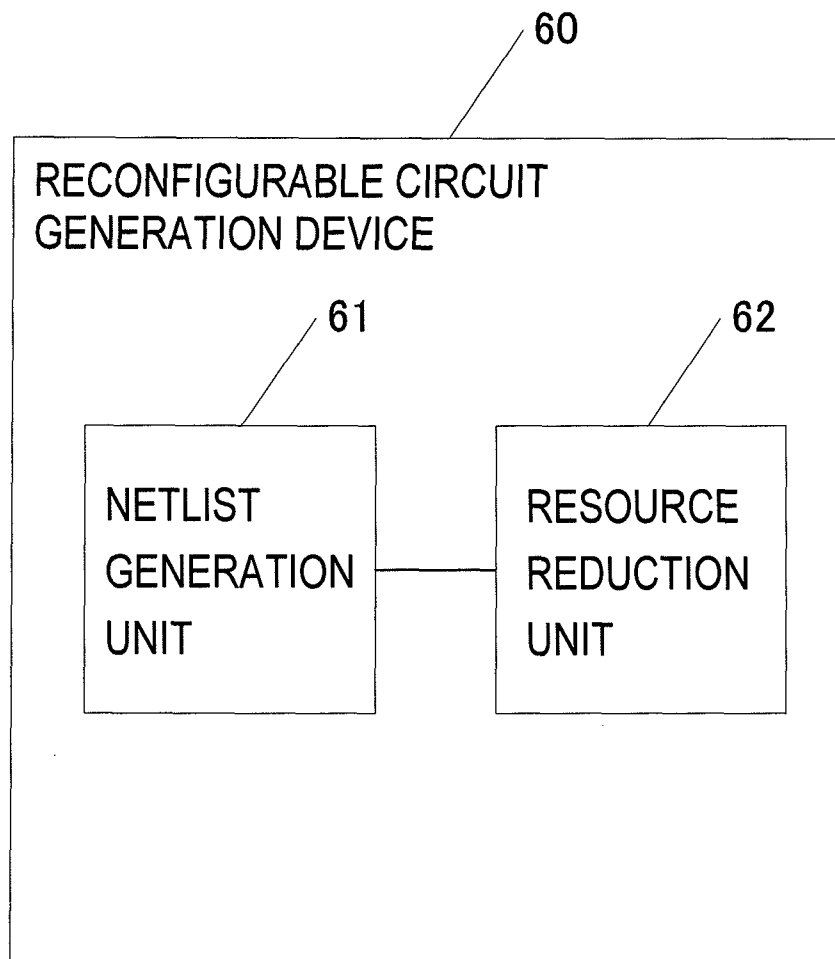 60
RECONFIGURABLE CIRCUIT
GENERATION DEVICE
61
62
NETLIST
GENERATION
UNIT
RESOURCE
REDUCTION
UNIT